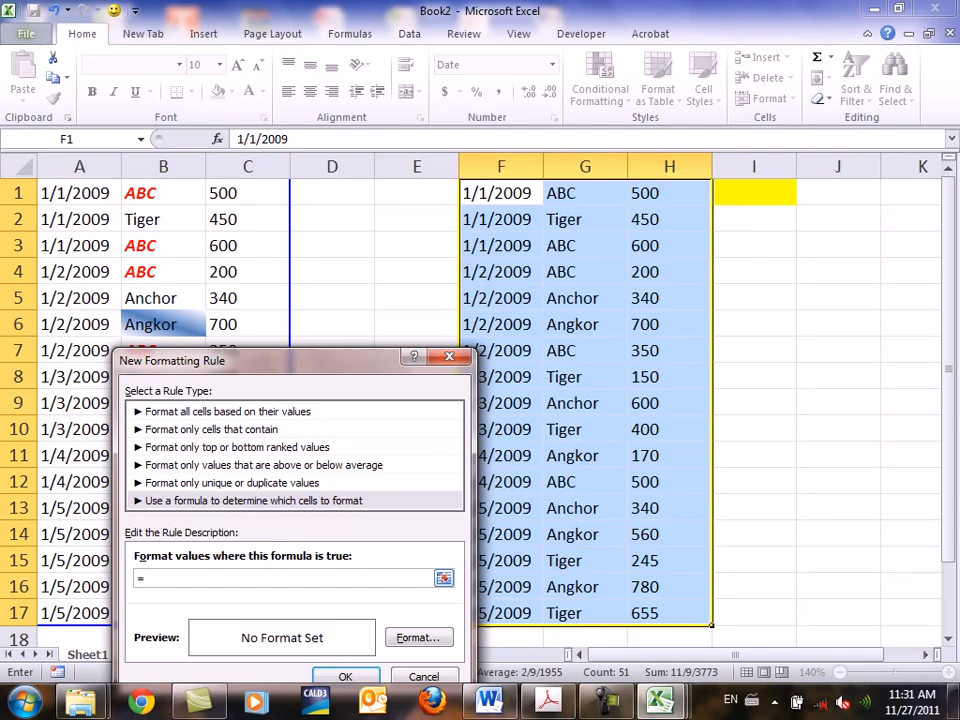 Book2 - Microsoft Excel
File Home New Tab Insert Page Layout Formulas Data Review View Developer Acrobat
Paste
10
B I U
A
Date
$ % ,
Conditional Formatting
Format as Table
Cell Styles
Insert
Delete
Format
Σ
Sort & Filter
Find & Select
Clipboard Font Alignment Number Styles Cells Editing
F1 fx 1/1/2009
A B C D E F G H I J K
1 1/1/2009 ABC 500 1/1/2009 ABC 500
2 1/1/2009 Tiger 450 1/1/2009 Tiger 450
3 1/1/2009 ABC 600 1/1/2009 ABC 600
4 1/2/2009 ABC 200 1/2/2009 ABC 200
5 1/2/2009 Anchor 340 1/2/2009 Anchor 340
6 1/2/2009 Angkor 700 1/2/2009 Angkor 700
7 1/2/2009 /2/2009 ABC 350
8 1/3/2009 3/2009 Tiger 150
9 1/3/2009 3/2009 Anchor 600
10 1/3/2009 3/2009 Tiger 400
11 1/4/2009 4/2009 Angkor 170
12 1/4/2009 4/2009 ABC 500
13 1/5/2009 5/2009 Anchor 340
14 1/5/2009 5/2009 Angkor 560
15 1/5/2009 5/2009 Tiger 245
16 1/5/2009 5/2009 Angkor 780
17 1/5/2009 5/2009 Tiger 655
18
New Formatting Rule
Select a Rule Type:
► Format all cells based on their values
► Format only cells that contain
► Format only top or bottom ranked values
► Format only values that are above or below average
► Format only unique or duplicate values
► Use a formula to determine which cells to format
Edit the Rule Description:
Format values where this formula is true:
=
Preview: No Format Set Format...
OK Cancel
Sheet1
Enter Average: 2/9/1955 Count: 51 Sum: 11/9/3773 140%
CALD3
EN
11:31 AM
11/27/2011